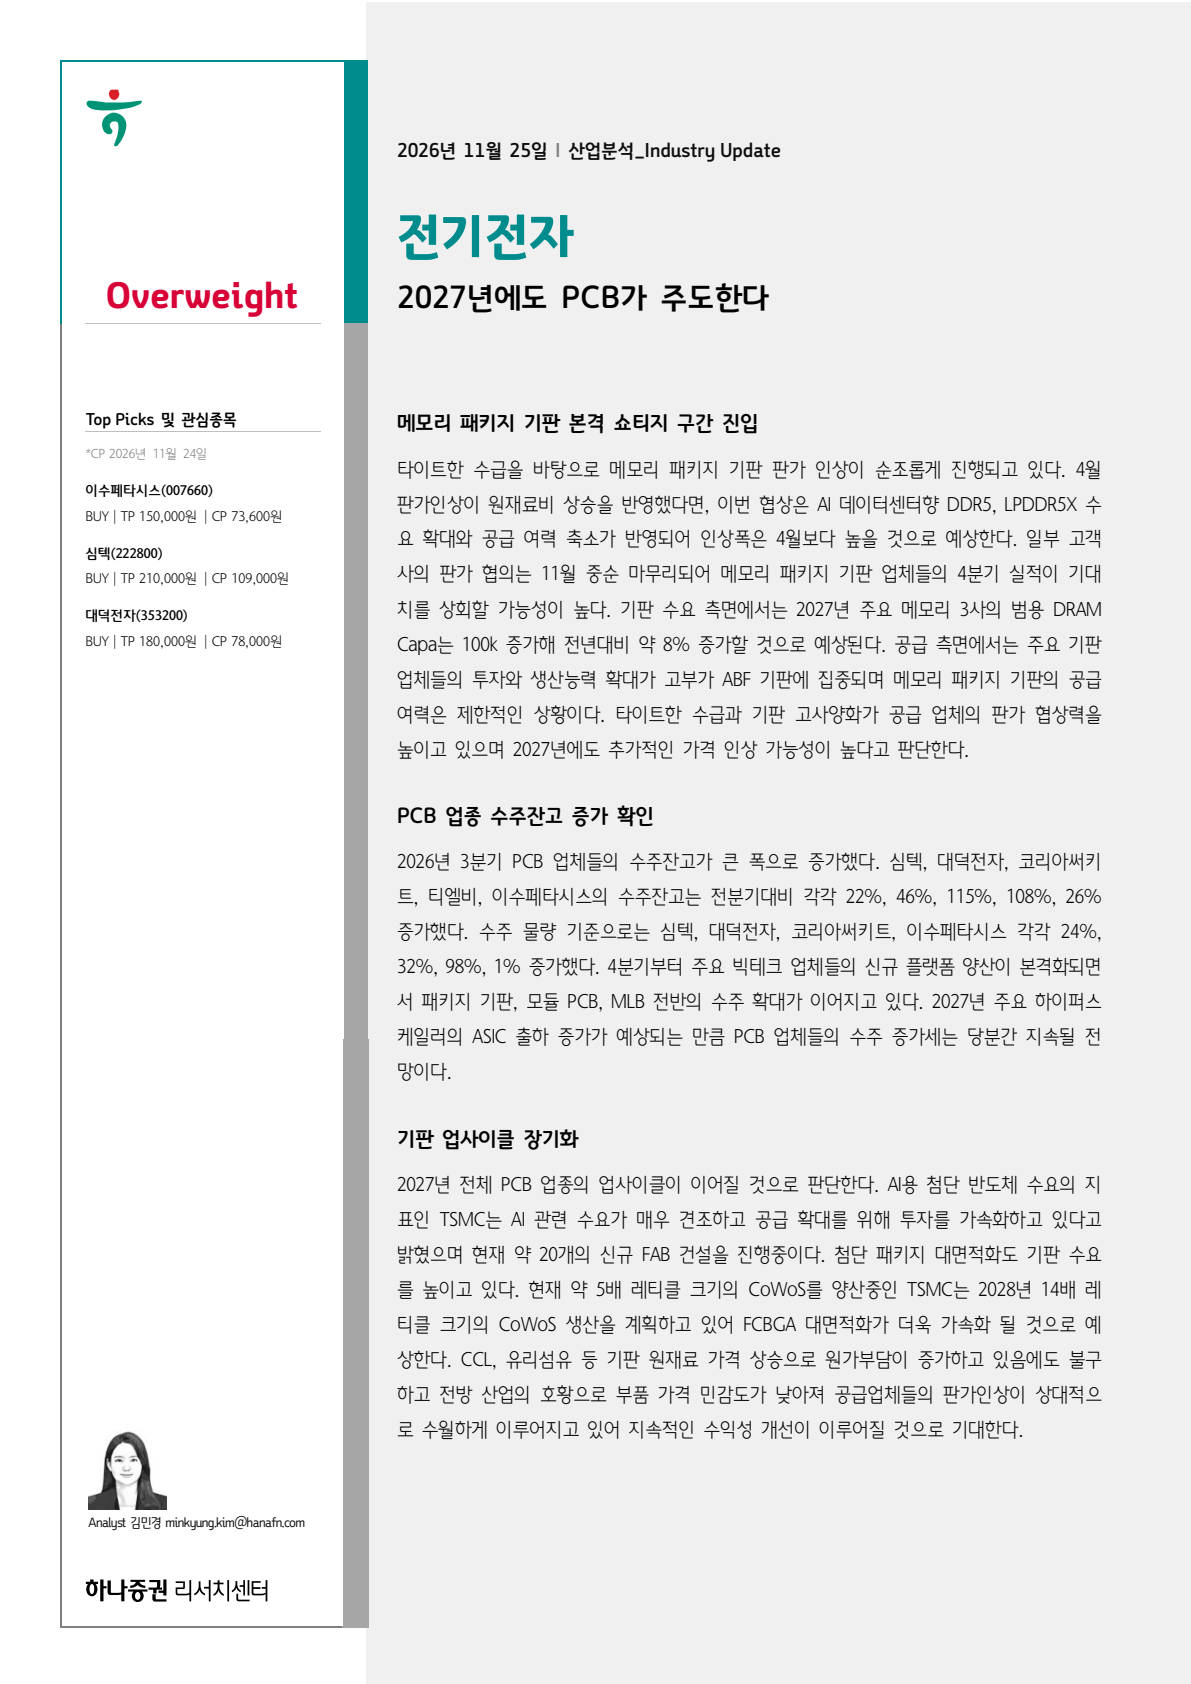 2026년 11월 25일 | 산업분석_Industry Update
전기전자
2027년에도 PCB가 주도한다
Overweight
Top Picks 및 관심종목
*CP 2026년 11월 24일
이수페타시스(007660)
BUY | TP 150,000원 | CP 73,600원
심텍(222800)
BUY | TP 210,000원 | CP 109,000원
대덕전자(353200)
BUY | TP 180,000원 | CP 78,000원
메모리 패키지 기판 본격 쇼티지 구간 진입
타이트한 수급을 바탕으로 메모리 패키지 기판 판가 인상이 순조롭게 진행되고 있다. 4월
판가인상이 원재료비 상승을 반영했다면, 이번 협상은 AI 데이터센터향 DDR5, LPDDR5X 수
요 확대와 공급 여력 축소가 반영되어 인상폭은 4월보다 높을 것으로 예상한다. 일부 고객
사의 판가 협의는 11월 중순 마무리되어 메모리 패키지 기판 업체들의 4분기 실적이 기대
치를 상회할 가능성이 높다. 기판 수요 측면에서는 2027년 주요 메모리 3사의 범용 DRAM
Capa는 100k 증가해 전년대비 약 8% 증가할 것으로 예상된다. 공급 측면에서는 주요 기판
업체들의 투자와 생산능력 확대가 고부가 ABF 기판에 집중되며 메모리 패키지 기판의 공급
여력은 제한적인 상황이다. 타이트한 수급과 기판 고사양화가 공급 업체의 판가 협상력을
높이고 있으며 2027년에도 추가적인 가격 인상 가능성이 높다고 판단한다.
PCB 업종 수주잔고 증가 확인
2026년 3분기 PCB 업체들의 수주잔고가 큰 폭으로 증가했다. 심텍, 대덕전자, 코리아써키
트, 티엘비, 이수페타시스의 수주잔고는 전분기대비 각각 22%, 46%, 115%, 108%, 26%
증가했다. 수주 물량 기준으로는 심텍, 대덕전자, 코리아써키트, 이수페타시스 각각 24%,
32%, 98%, 1% 증가했다. 4분기부터 주요 빅테크 업체들의 신규 플랫폼 양산이 본격화되면
서 패키지 기판, 모듈 PCB, MLB 전반의 수주 확대가 이어지고 있다. 2027년 주요 하이퍼스
케일러의 ASIC 출하 증가가 예상되는 만큼 PCB 업체들의 수주 증가세는 당분간 지속될 전
망이다.
기판 업사이클 장기화
2027년 전체 PCB 업종의 업사이클이 이어질 것으로 판단한다. AI용 첨단 반도체 수요의 지
표인 TSMC는 AI 관련 수요가 매우 견조하고 공급 확대를 위해 투자를 가속화하고 있다고
밝혔으며 현재 약 20개의 신규 FAB 건설을 진행중이다. 첨단 패키지 대면적화도 기판 수요
를 높이고 있다. 현재 약 5배 레티클 크기의 CoWoS를 양산중인 TSMC는 2028년 14배 레
티클 크기의 CoWoS 생산을 계획하고 있어 FCBGA 대면적화가 더욱 가속화 될 것으로 예
상한다. CCL, 유리섬유 등 기판 원재료 가격 상승으로 원가부담이 증가하고 있음에도 불구
하고 전방 산업의 호황으로 부품 가격 민감도가 낮아져 공급업체들의 판가인상이 상대적으
로 수월하게 이루어지고 있어 지속적인 수익성 개선이 이루어질 것으로 기대한다.
Analyst 김민경 minkyung.kim@hanafn.com
하나증권 리서치센터